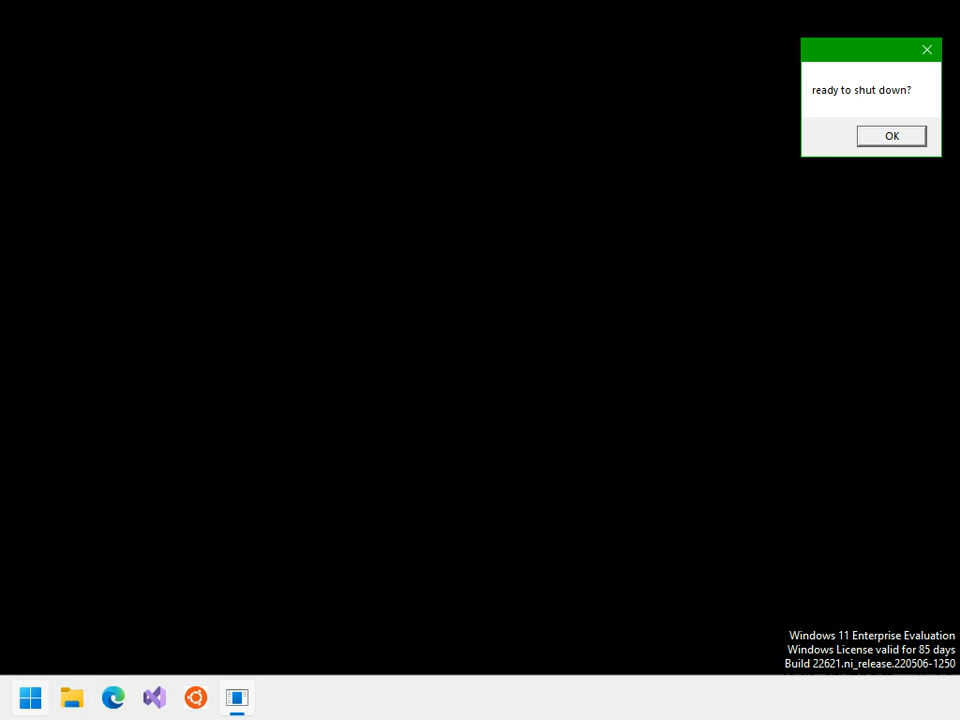 ready to shut down?
OK
Windows 11 Enterprise Evaluation
Windows License valid for 85 days
Build 22621.ni_release.220506-1250